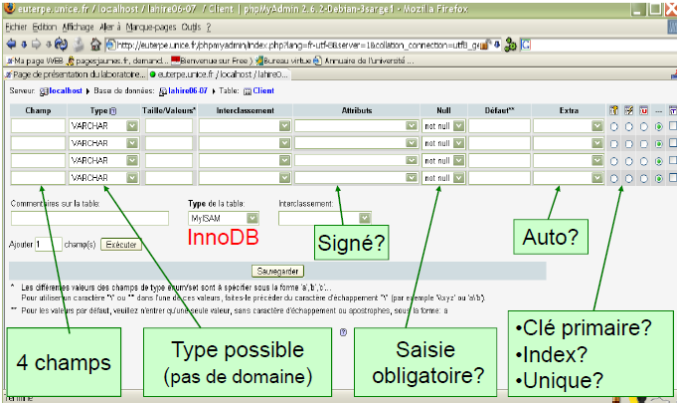 euterpe.unice.fr / localhost / lahire06-07 / Client | phpMyAdmin 2.6.2-Debian-3sarge1 - Mozilla Firefox
Fichier Edition Affichage Aller à Marque-pages Outils ?
http://euterpe.unice.fr/phpmyadmin/index.php?lang=fr-utf-8&server=1&collation_connection=utf8_g
Ma page WEB pagesjaunes.fr, demand... Bienvenue sur Free ) Bureau virtuel Annuaire de l'université ...
Page de présentation du laboratoire... euterpe.unice.fr / localhost / lahire0...
Serveur: localhost ▸ Base de données: lahire06-07 ▸ Table: Client
Champ Type Taille/Valeurs* Interclassement Attributs Null Défaut** Extra ---
VARCHAR not null
VARCHAR not null
VARCHAR not null
VARCHAR not null
Commentaires sur la table: Type de la table: Interclassement:
MyISAM
InnoDB
Signé?
Auto?
Ajouter 1 champ(s) Exécuter
Sauvegarder
* Les différentes valeurs des champs de type enum/set sont à spécifier sous la forme 'a','b','c'...
Pour utiliser un caractère "\" ou "'" dans l'une de ces valeurs, faites-le précéder du caractère d'échappement "\" (par exemple '\\xyz' ou 'a\'b').
** Pour les valeurs par défaut, veuillez n'entrer qu'une seule valeur, sans caractère d'échappement ou apostrophes, sous la forme: a
4 champs
Type possible
(pas de domaine)
Saisie
obligatoire?
•Clé primaire?
•Index?
•Unique?
Terminé